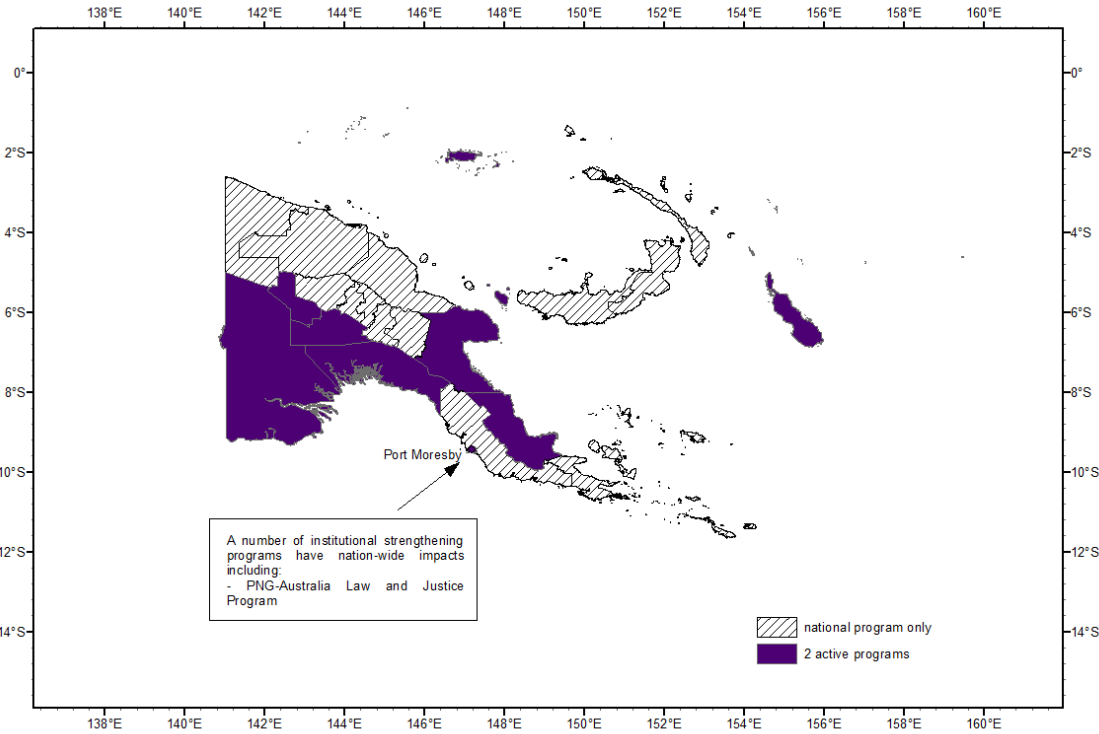 138°E 140°E 142°E 144°E 146°E 148°E 150°E 152°E 154°E 156°E 158°E 160°E
0° 0°
2°S 2°S
4°S 4°S
6°S 6°S
8°S 8°S
Port Moresby
10°S 10°S
A number of institutional strengthening
programs have nation-wide impacts
including:
- PNG-Australia Law and Justice
Program
12°S 12°S
national program only
14°S 14°S
2 active programs
138°E 140°E 142°E 144°E 146°E 148°E 150°E 152°E 154°E 156°E 158°E 160°E